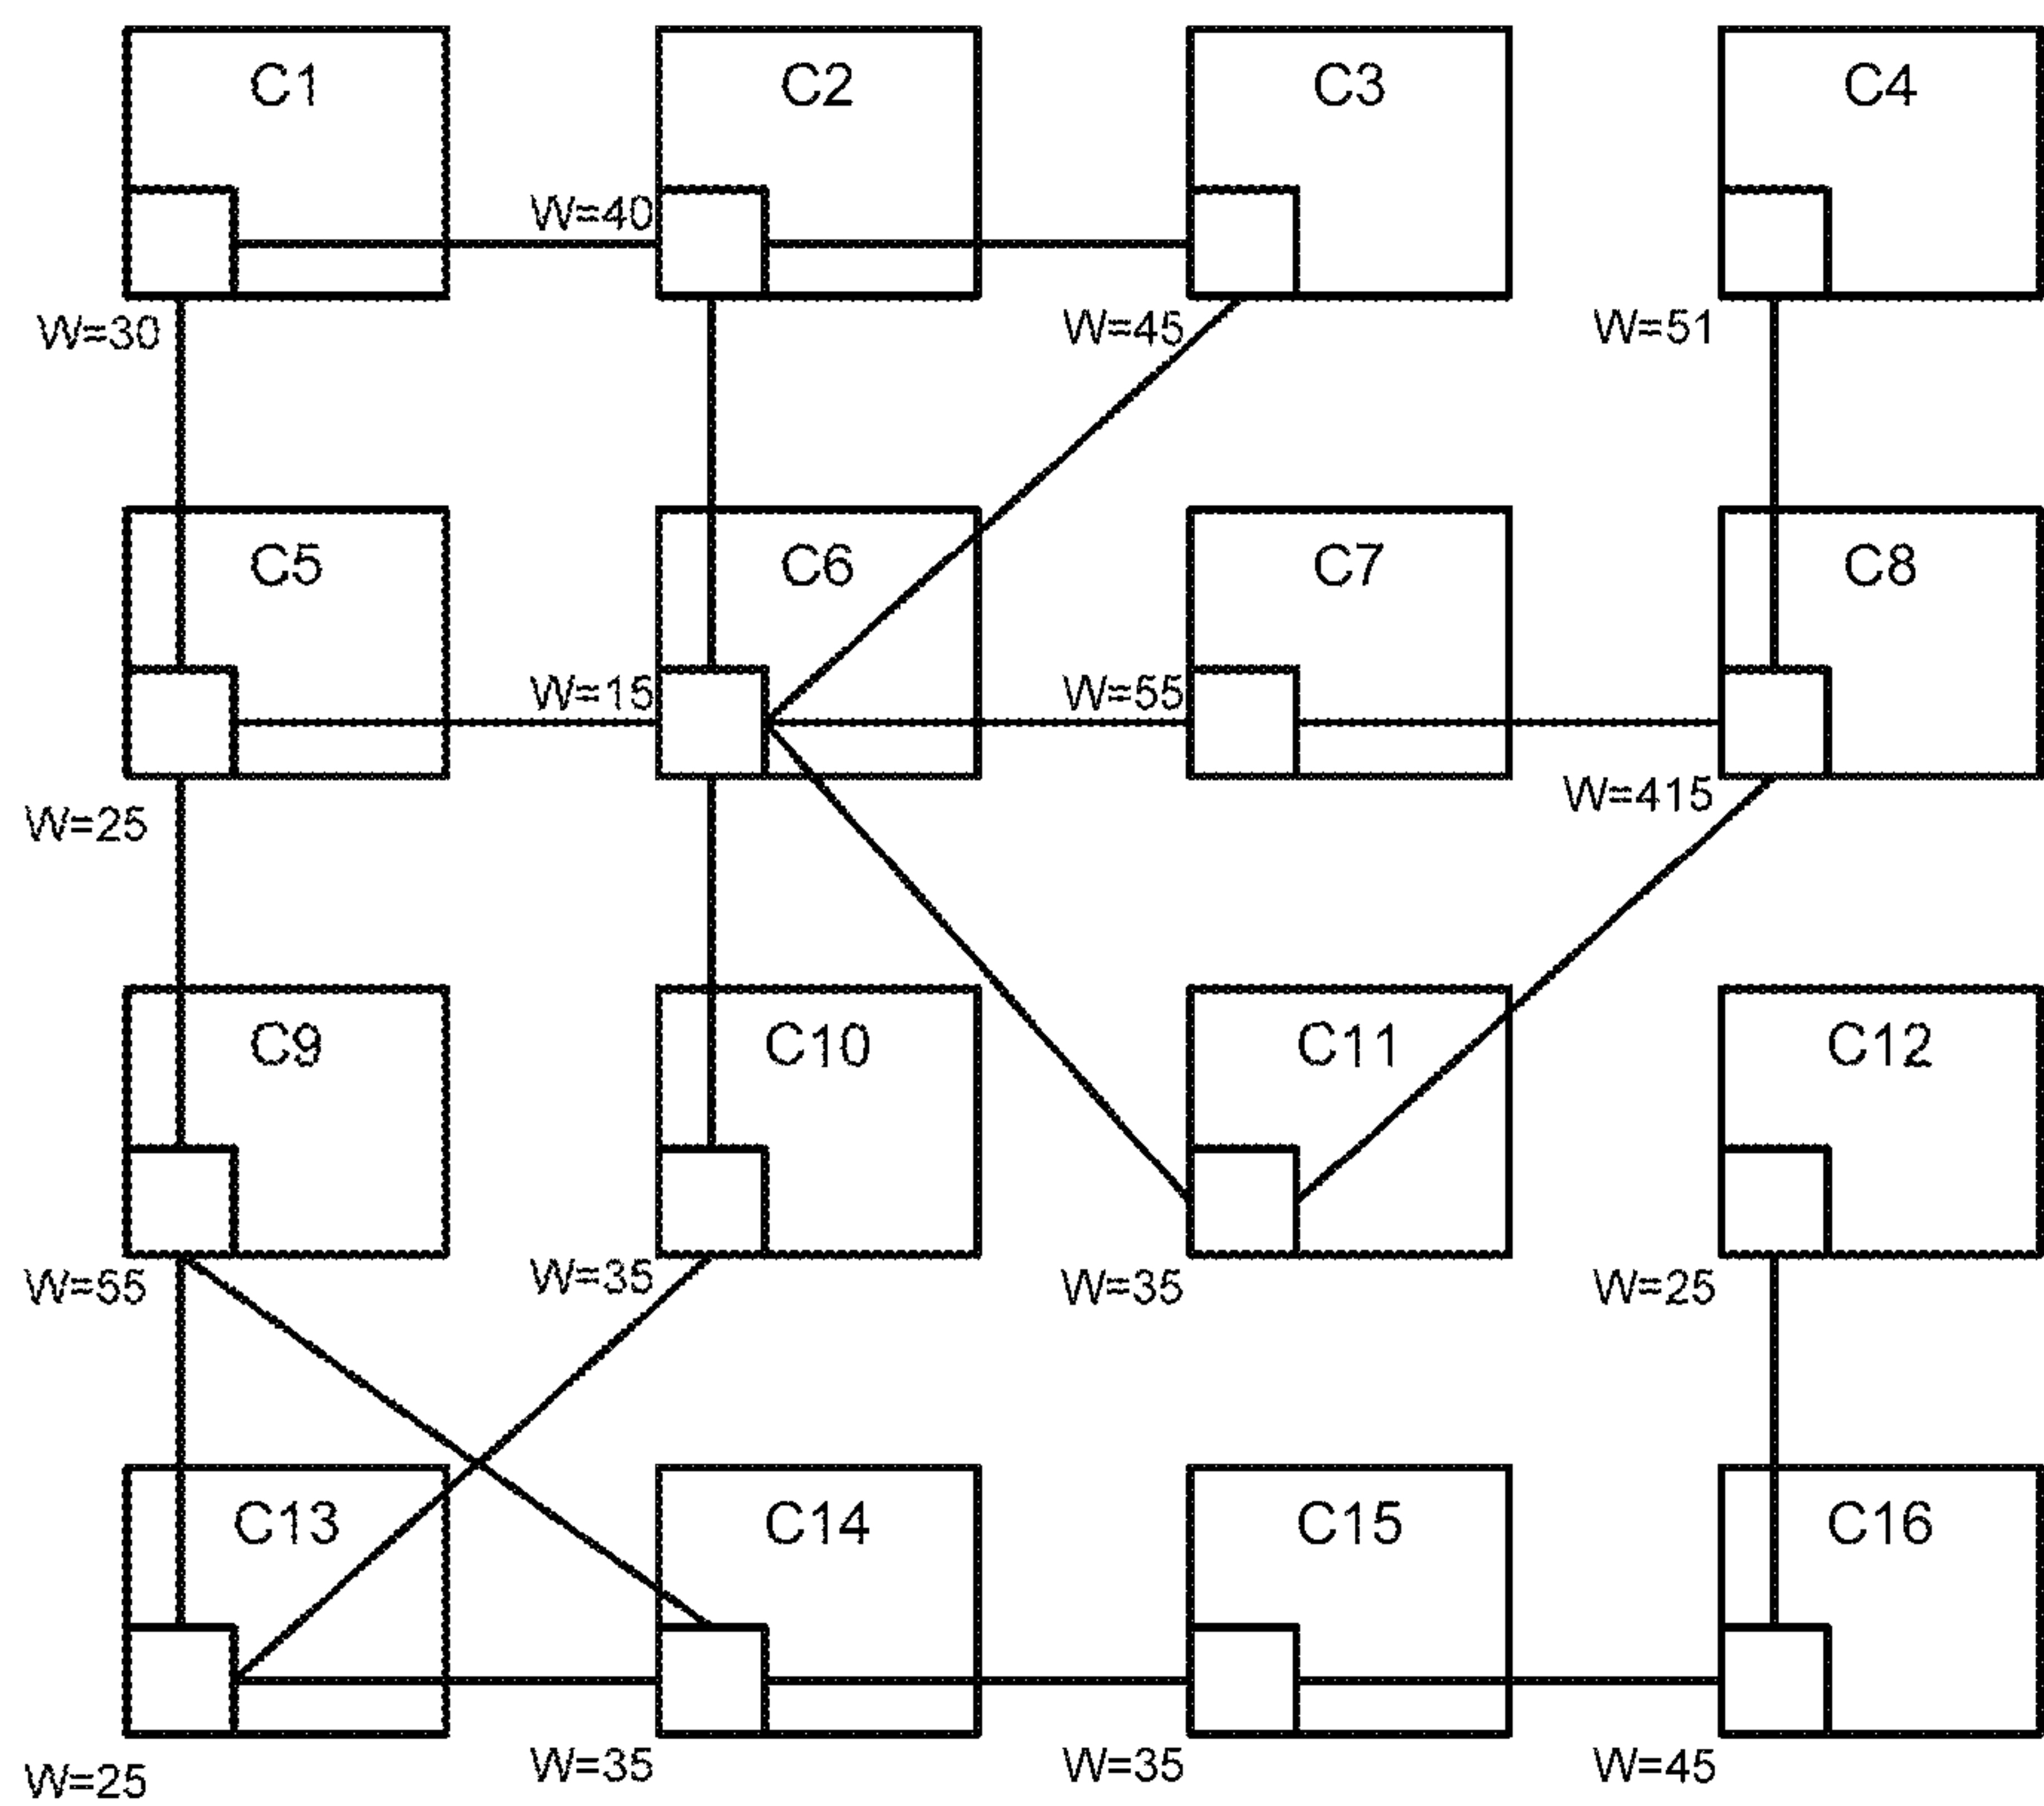 C1 C2 C3 C4
W=40
W=30 W=45 W=51
C5 C6 C7 C8
W=15 W=55
W=25 W=415
C9 C10 C11 C12
W=55 W=35 W=35 W=25
C13 C14 C15 C16
W=25 W=35 W=35 W=45